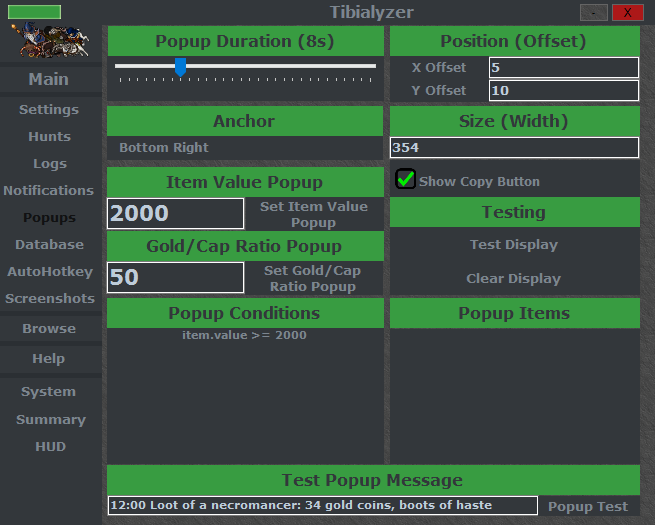 Tibialyzer
- X
Main
Settings
Hunts
Logs
Notifications
Popups
Database
AutoHotkey
Screenshots
Browse
Help
System
Summary
HUD
Popup Duration (8s)
Position (Offset)
X Offset 5
Y Offset 10
Anchor
Bottom Right
Size (Width)
354
Item Value Popup
2000 Set Item Value
Popup
Show Copy Button
Testing
Test Display
Clear Display
Gold/Cap Ratio Popup
50 Set Gold/Cap
Ratio Popup
Popup Conditions
item.value >= 2000
Popup Items
Test Popup Message
12:00 Loot of a necromancer: 34 gold coins, boots of haste Popup Test